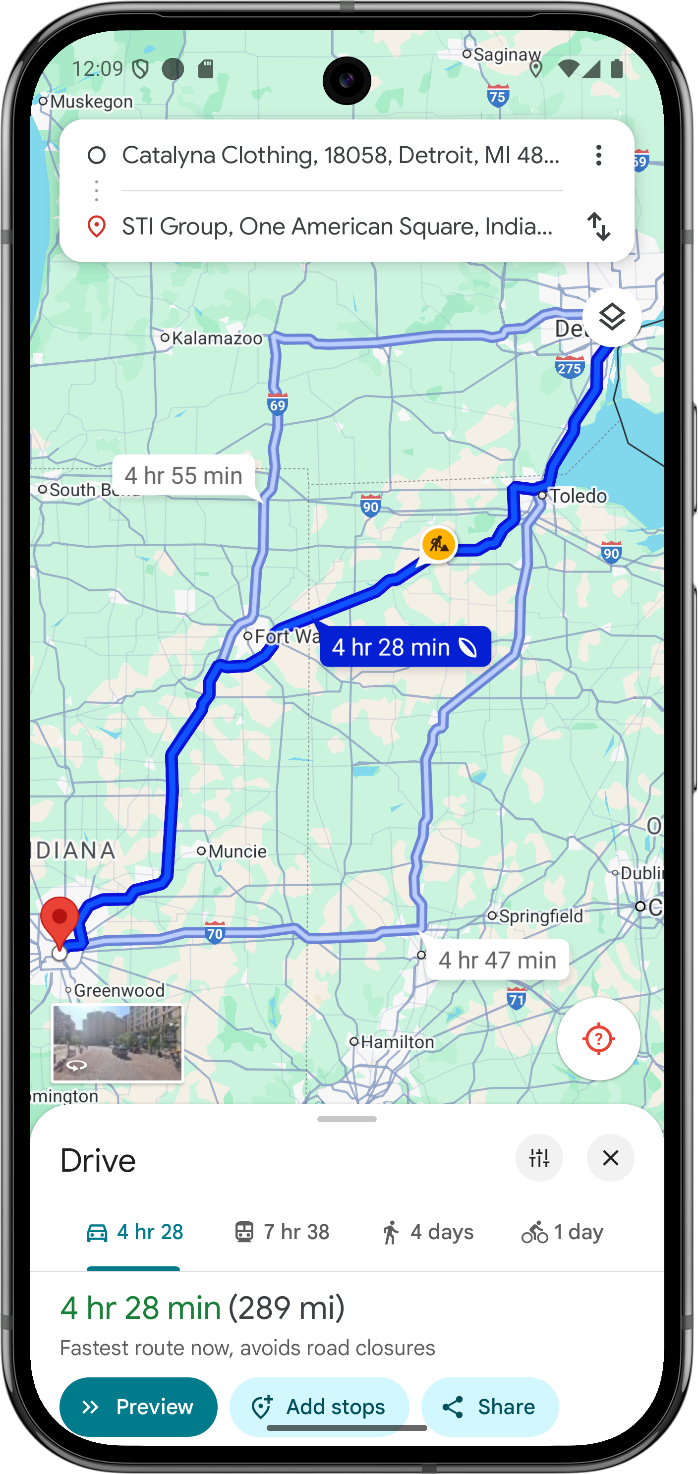 12:09
Saginaw
Muskegon
75
69
Catalyna Clothing, 18058, Detroit, MI 48...
STI Group, One American Square, India...
Kalamazoo
De
275
69
4 hr 55 min
South Be
90
Toledo
90
Fort Wa
4 hr 28 min
NDIANA
Muncie
O
Dublin
C
Springfield
70
4 hr 47 min
Greenwood
71
Hamilton
?
omington
Drive
4 hr 28
7 hr 38
4 days
1 day
4 hr 28 min (289 mi)
Fastest route now, avoids road closures
Preview
Add stops
Share